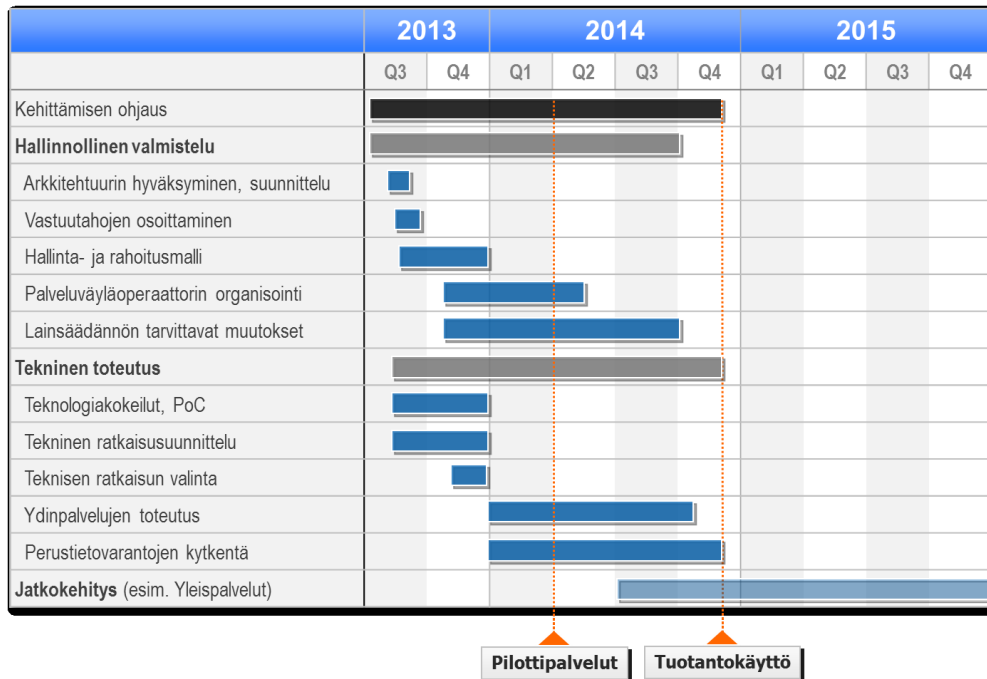 2013 2014 2015
Q3 Q4 Q1 Q2 Q3 Q4 Q1 Q2 Q3 Q4
Kehittämisen ohjaus
Hallinnollinen valmistelu
Arkkitehtuurin hyväksyminen, suunnittelu
Vastuutahojen osoittaminen
Hallinta- ja rahoitusmalli
Palveluväyläoperaattorin organisointi
Lainsäädännön tarvittavat muutokset
Tekninen toteutus
Teknologiakokeilut, PoC
Tekninen ratkaisusuunnittelu
Teknisen ratkaisun valinta
Ydinpalvelujen toteutus
Perustietovarantojen kytkentä
Jatkokehitys (esim. Yleispalvelut)
Pilottipalvelut Tuotantokäyttö